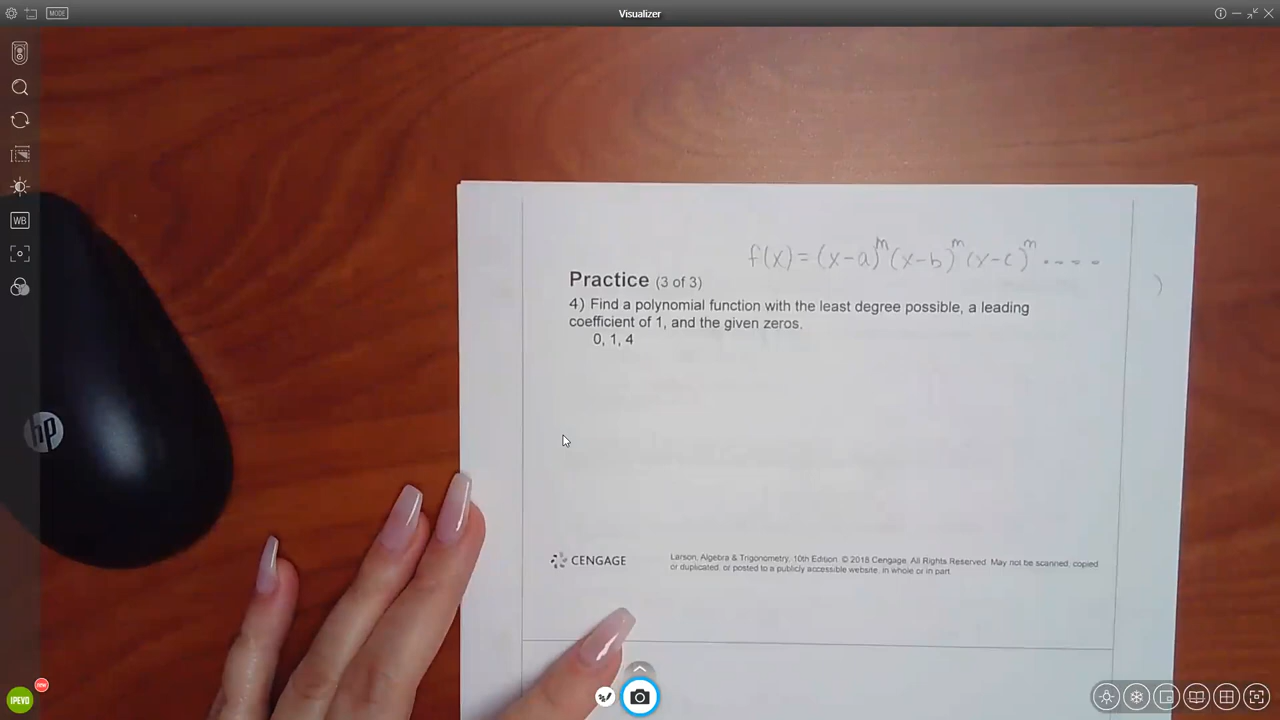 MODE
Visualizer
WB
f(x) = (x-a)^m (x-b)^m (x-c)^m ....
)
Practice (3 of 3)
4) Find a polynomial function with the least degree possible, a leading
coefficient of 1, and the given zeros.
0, 1, 4
hp
CENGAGE
Larson, Algebra & Trigonometry, 10th Edition. © 2018 Cengage. All Rights Reserved. May not be scanned, copied
or duplicated, or posted to a publicly accessible website, in whole or in part.
IPEVO
new